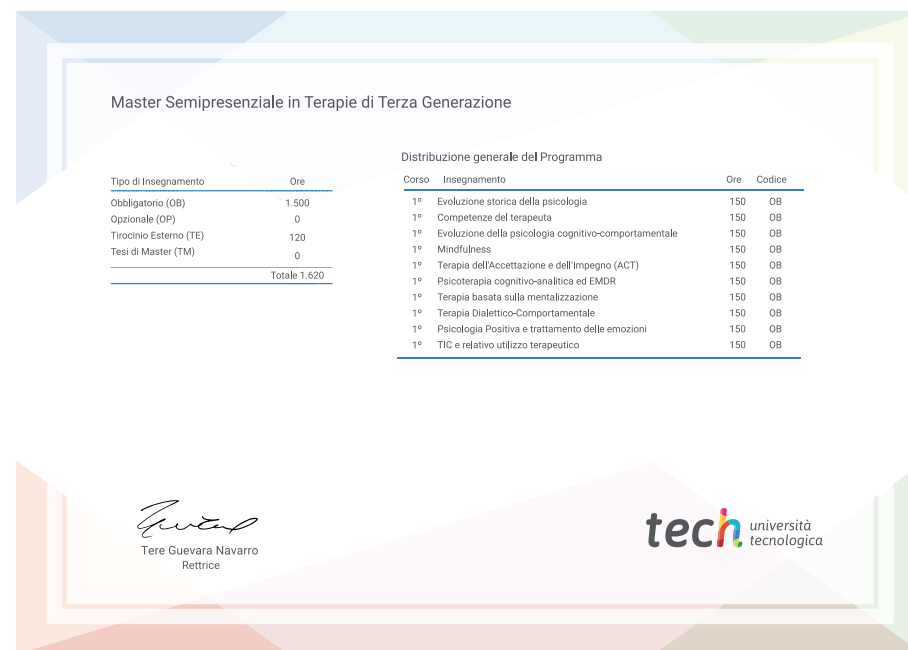 Master Semipresenziale in Terapie di Terza Generazione
Tipo di Insegnamento Ore
Obbligatorio (OB) 1.500
Opzionale (OP) 0
Tirocinio Esterno (TE) 120
Tesi di Master (TM) 0
Totale 1.620
Distribuzione generale del Programma
Corso Insegnamento Ore Codice
1º Evoluzione storica della psicologia 150 OB
1º Competenze del terapeuta 150 OB
1º Evoluzione della psicologia cognitivo-comportamentale 150 OB
1º Mindfulness 150 OB
1º Terapia dell'Accettazione e dell'Impegno (ACT) 150 OB
1º Psicoterapia cognitivo-analitica ed EMDR 150 OB
1º Terapia basata sulla mentalizzazione 150 OB
1º Terapia Dialettico-Comportamentale 150 OB
1º Psicologia Positiva e trattamento delle emozioni 150 OB
1º TIC e relativo utilizzo terapeutico 150 OB
Tere Guevara Navarro
Rettrice
tech università
tecnologica